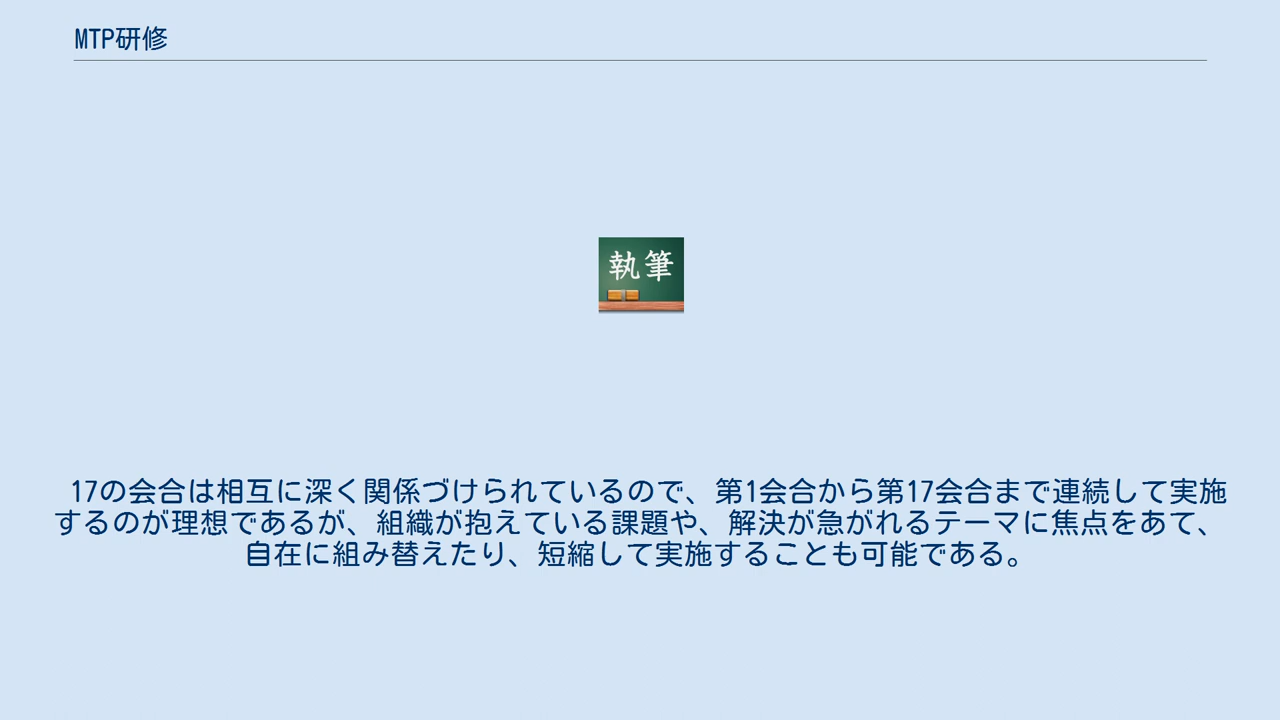 MTP研修
執筆
17の会合は相互に深く関係づけられているので、第1会合から第17会合まで連続して実施
するのが理想であるが、組織が抱えている課題や、解決が急がれるテーマに焦点をあて、
自在に組み替えたり、短縮して実施することも可能である。